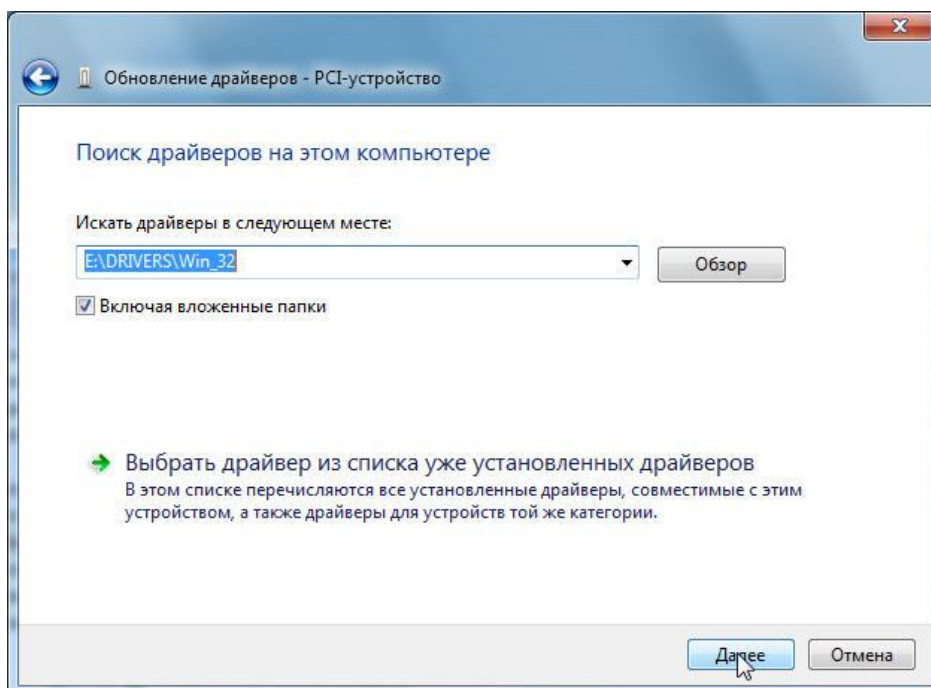 Обновление драйверов - PCI-устройство
Поиск драйверов на этом компьютере
Искать драйверы в следующем месте:
E:\DRIVERS\Win_32
Обзор
Включая вложенные папки
Выбрать драйвер из списка уже установленных драйверов
В этом списке перечисляются все установленные драйверы, совместимые с этим
устройством, а также драйверы для устройств той же категории.
Далее
Отмена